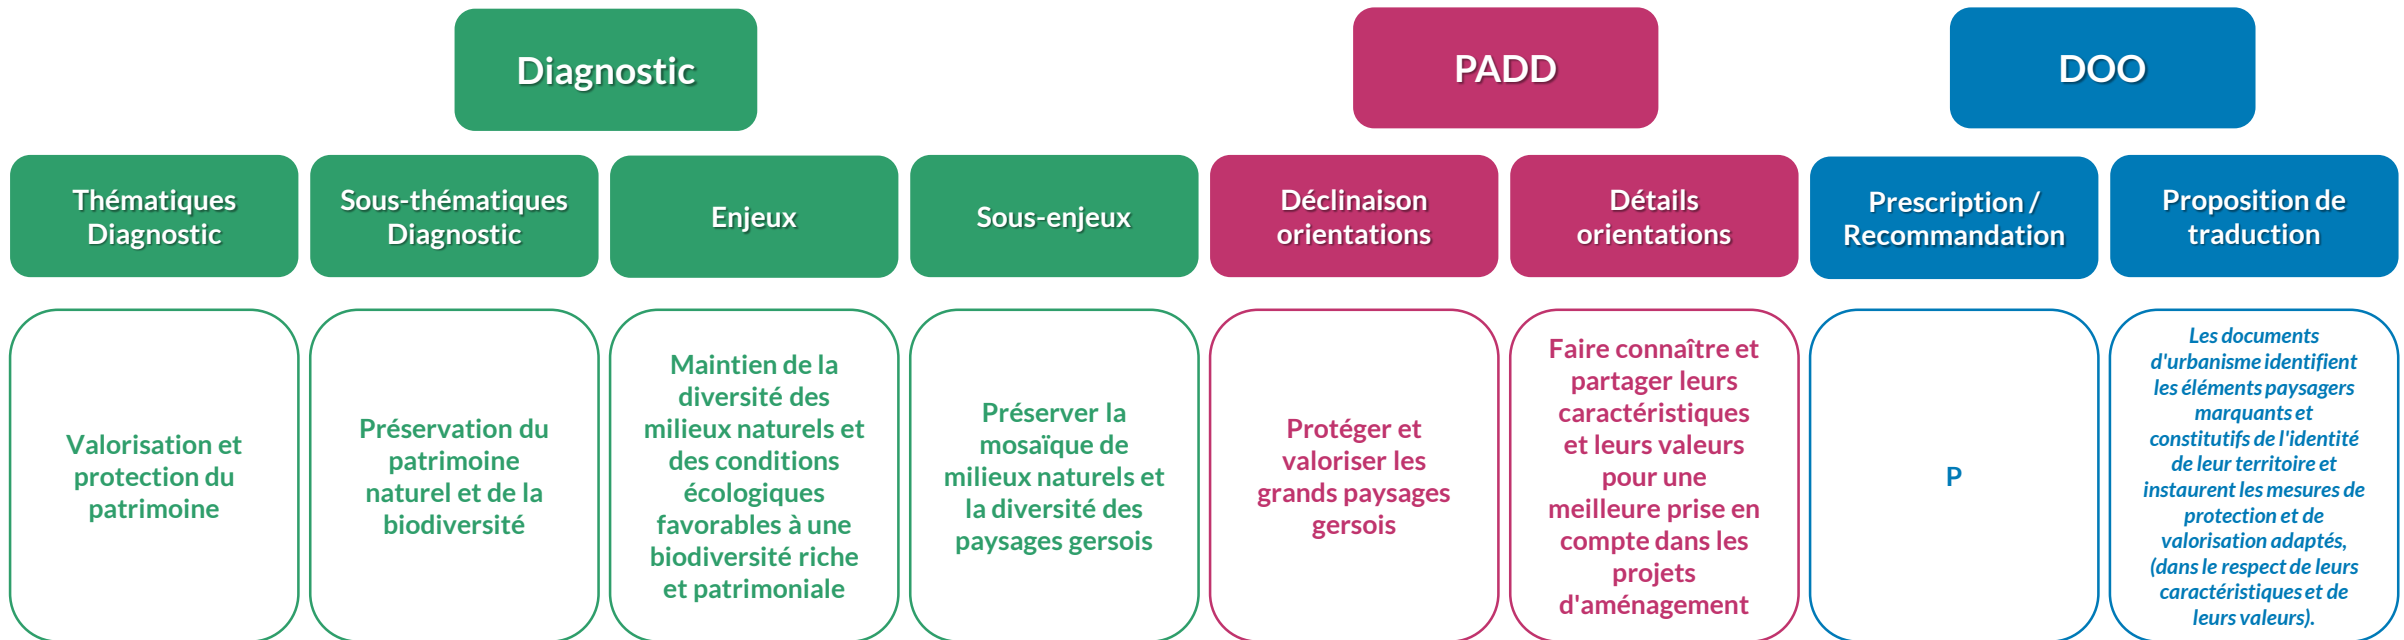 Diagnostic
PADD
DOO
Thématiques
Diagnostic
Sous-thématiques
Diagnostic
Enjeux
Sous-enjeux
Déclinaison
orientations
Détails
orientations
Prescription /
Recommandation
Proposition de
traduction
Valorisation et
protection du
patrimoine
Préservation du
patrimoine
naturel et de la
biodiversité
Maintien de la
diversité des
milieux naturels et
des conditions
écologiques
favorables à une
biodiversité riche
et patrimoniale
Préserver la
mosaïque de
milieux naturels et
la diversité des
paysages gersois
Protéger et
valoriser les
grands paysages
gersois
Faire connaître et
partager leurs
caractéristiques
et leurs valeurs
pour une
meilleure prise en
compte dans les
projets
d'aménagement
P
Les documents
d'urbanisme identifient
les éléments paysagers
marquants et
constitutifs de l'identité
de leur territoire et
instaurent les mesures de
protection et de
valorisation adaptés,
(dans le respect de leurs
caractéristiques et de
leurs valeurs).